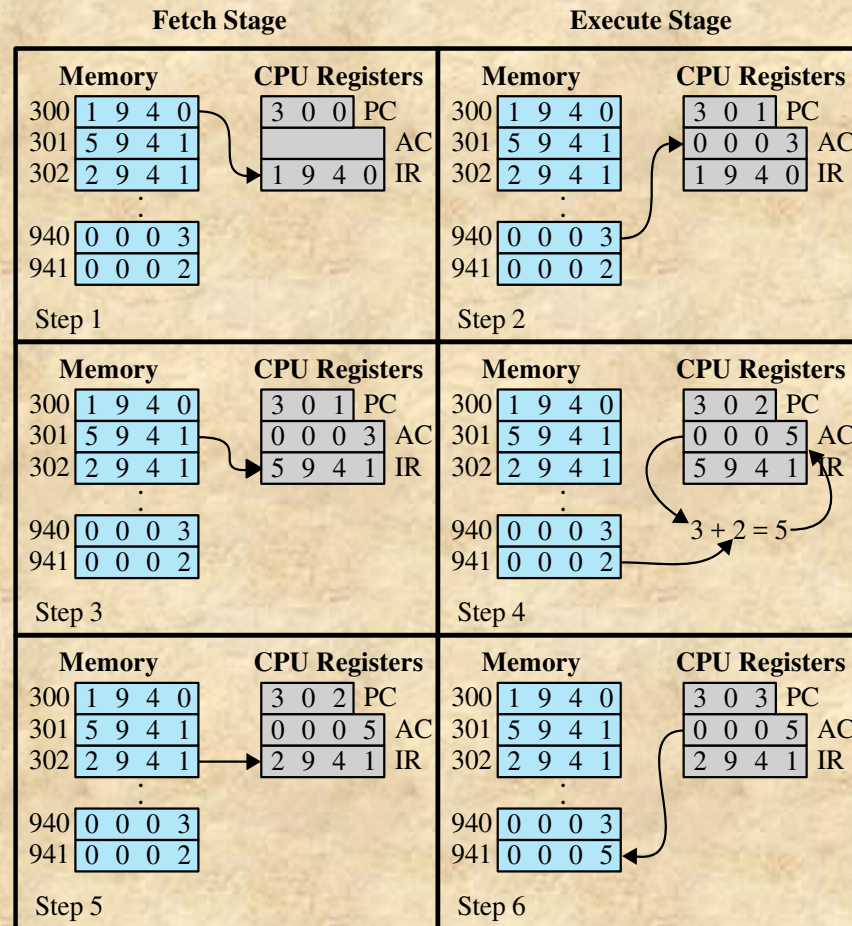 Fetch Stage
Execute Stage
Memory
CPU Registers
300 1 9 4 0
3 0 0 PC
301 5 9 4 1
AC
302 2 9 4 1
1 9 4 0 IR
940 0 0 0 3
941 0 0 0 2
Step 1
Memory
CPU Registers
300 1 9 4 0
3 0 1 PC
301 5 9 4 1
0 0 0 3 AC
302 2 9 4 1
1 9 4 0 IR
940 0 0 0 3
941 0 0 0 2
Step 2
Memory
CPU Registers
300 1 9 4 0
3 0 1 PC
301 5 9 4 1
0 0 0 3 AC
302 2 9 4 1
5 9 4 1 IR
940 0 0 0 3
941 0 0 0 2
Step 3
Memory
CPU Registers
300 1 9 4 0
3 0 2 PC
301 5 9 4 1
0 0 0 5 AC
302 2 9 4 1
5 9 4 1 IR
940 0 0 0 3
3 + 2 = 5
941 0 0 0 2
Step 4
Memory
CPU Registers
300 1 9 4 0
3 0 2 PC
301 5 9 4 1
0 0 0 5 AC
302 2 9 4 1
2 9 4 1 IR
940 0 0 0 3
941 0 0 0 2
Step 5
Memory
CPU Registers
300 1 9 4 0
3 0 3 PC
301 5 9 4 1
0 0 0 5 AC
302 2 9 4 1
2 9 4 1 IR
940 0 0 0 3
941 0 0 0 5
Step 6